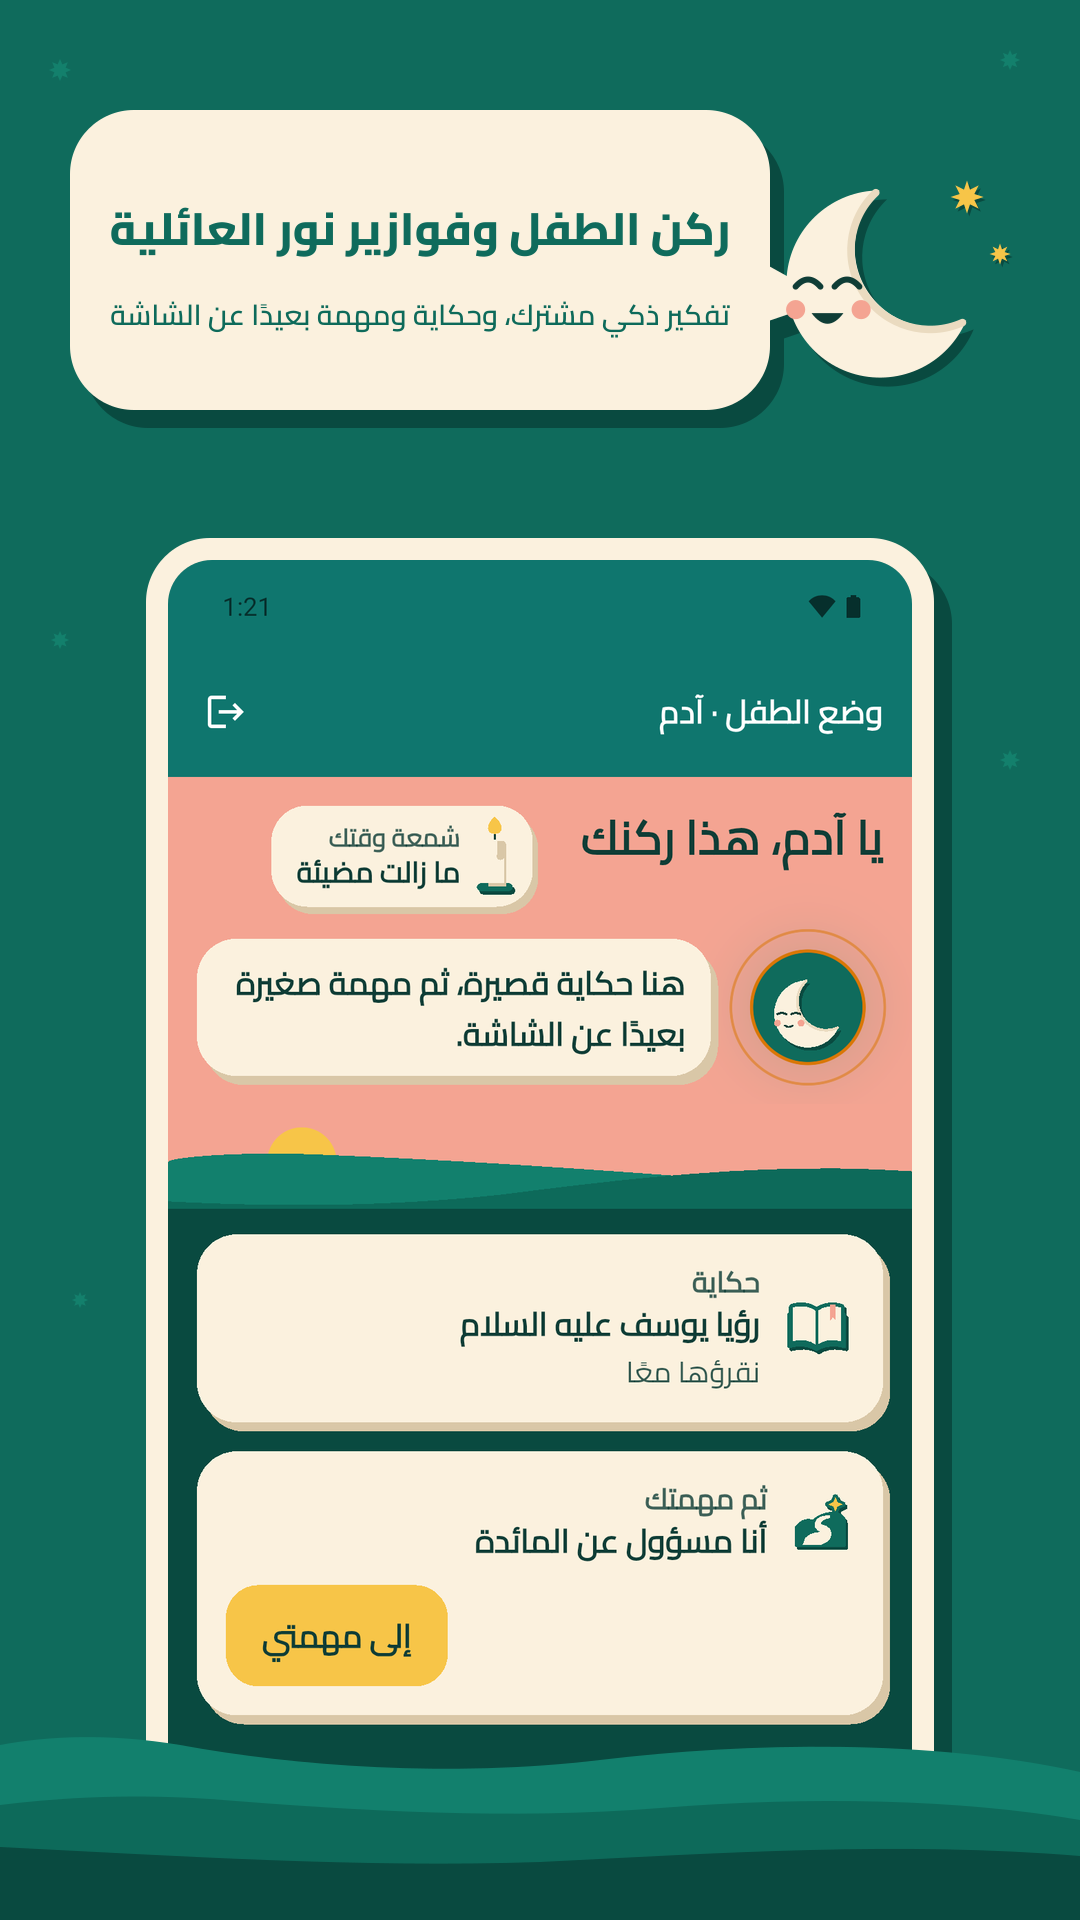 ركن الطفل وفوازير نور العائلية
تفكير ذكي مشترك، وحكاية ومهمة بعيدًا عن الشاشة
1:21
وضع الطفل · آدم
يا آدم، هذا ركنك
شمعة وقتك
ما زالت مضيئة
هنا حكاية قصيرة، ثم مهمة صغيرة
بعيدًا عن الشاشة.
حكاية
رؤيا يوسف عليه السلام
نقرؤها معًا
ثم مهمتك
أنا مسؤول عن المائدة
إلى مهمتي